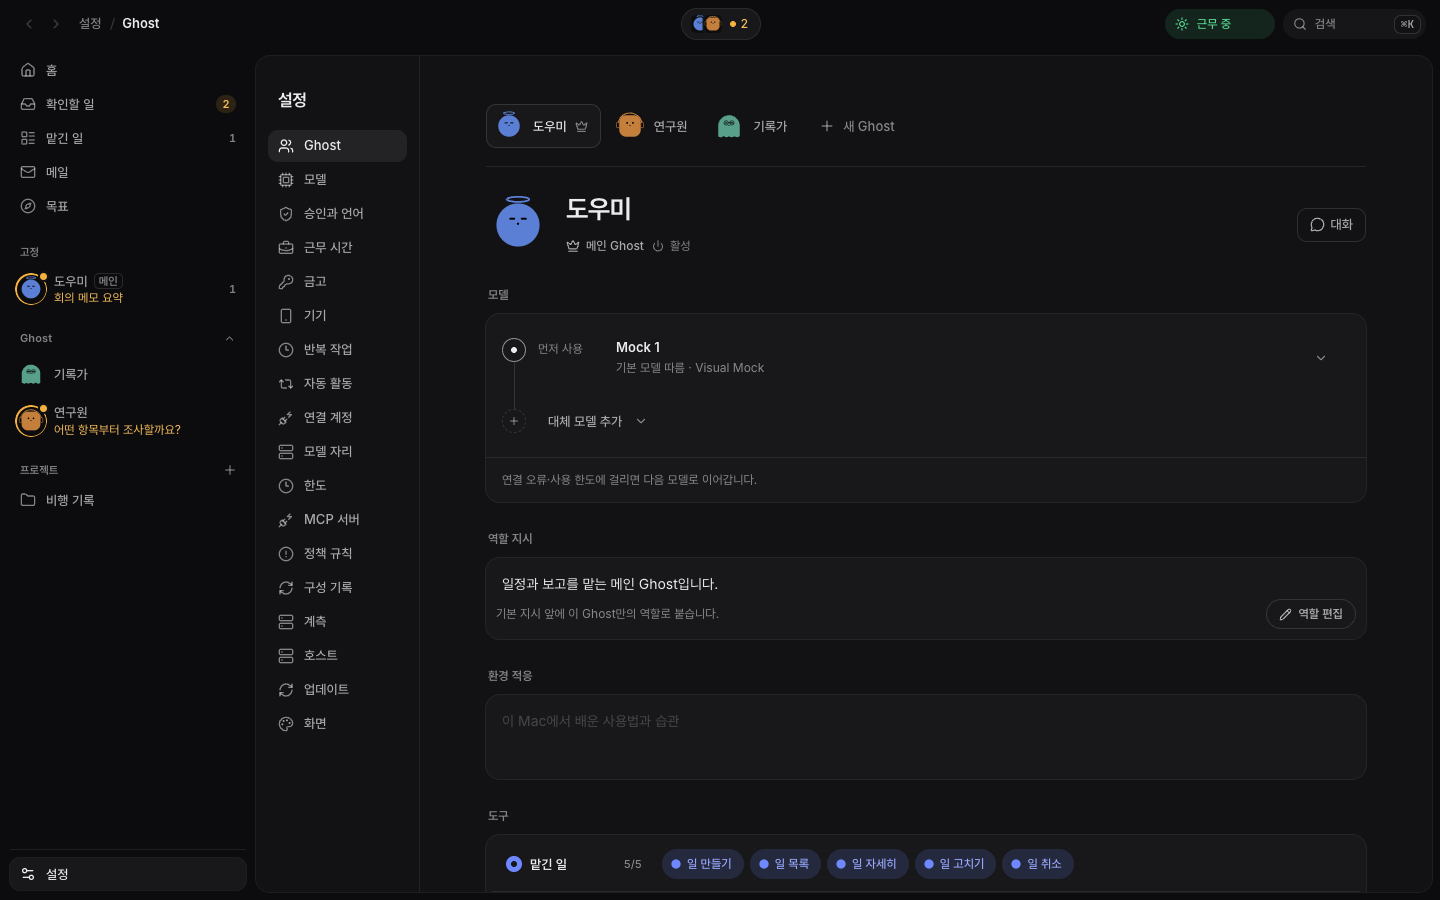 설정 / Ghost
2
근무 중
검색
⌘K
홈
확인할 일
2
맡긴 일
1
메일
목표
고정
도우미 메인
회의 메모 요약
1
Ghost
기록가
연구원
어떤 항목부터 조사할까요?
프로젝트
비행 기록
설정
설정
Ghost
모델
승인과 언어
근무 시간
금고
기기
반복 작업
자동 활동
연결 계정
모델 자리
한도
MCP 서버
정책 규칙
구성 기록
계측
호스트
업데이트
화면
도우미
연구원
기록가
새 Ghost
도우미
메인 Ghost 활성
대화
모델
먼저 사용
Mock 1
기본 모델 따름 · Visual Mock
대체 모델 추가
연결 오류·사용 한도에 걸리면 다음 모델로 이어갑니다.
역할 지시
일정과 보고를 맡는 메인 Ghost입니다.
기본 지시 앞에 이 Ghost만의 역할로 붙습니다.
역할 편집
환경 적응
이 Mac에서 배운 사용법과 습관
도구
맡긴 일
5/5
일 만들기
일 목록
일 자세히
일 고치기
일 취소